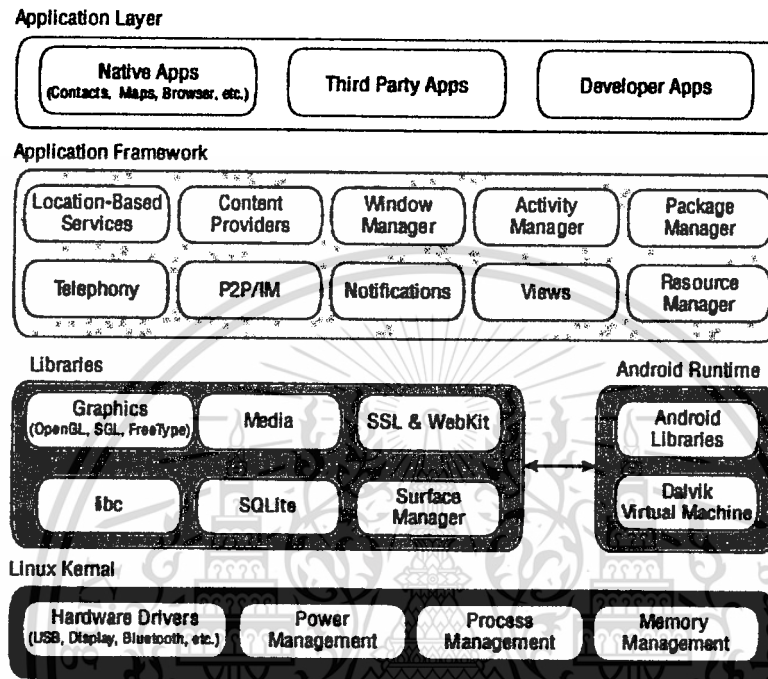 Application Layer
Native Apps
(Contacts, Maps, Browser, etc.)
Third Party Apps
Developer Apps
Application Framework
Location-Based
Services
Content
Providers
Window
Manager
Activity
Manager
Package
Manager
Telephony
P2P/IM
Notifications
Views
Resource
Manager
Libraries
Graphics
(OpenGL, SGL, FreeType)
Media
SSL & WebKit
libc
SQLite
Surface
Manager
Android Runtime
Android
Libraries
Dalvik
Virtual Machine
Linux Kernel
Hardware Drivers
(USB, Display, Bluetooth, etc.)
Power
Management
Process
Management
Memory
Management